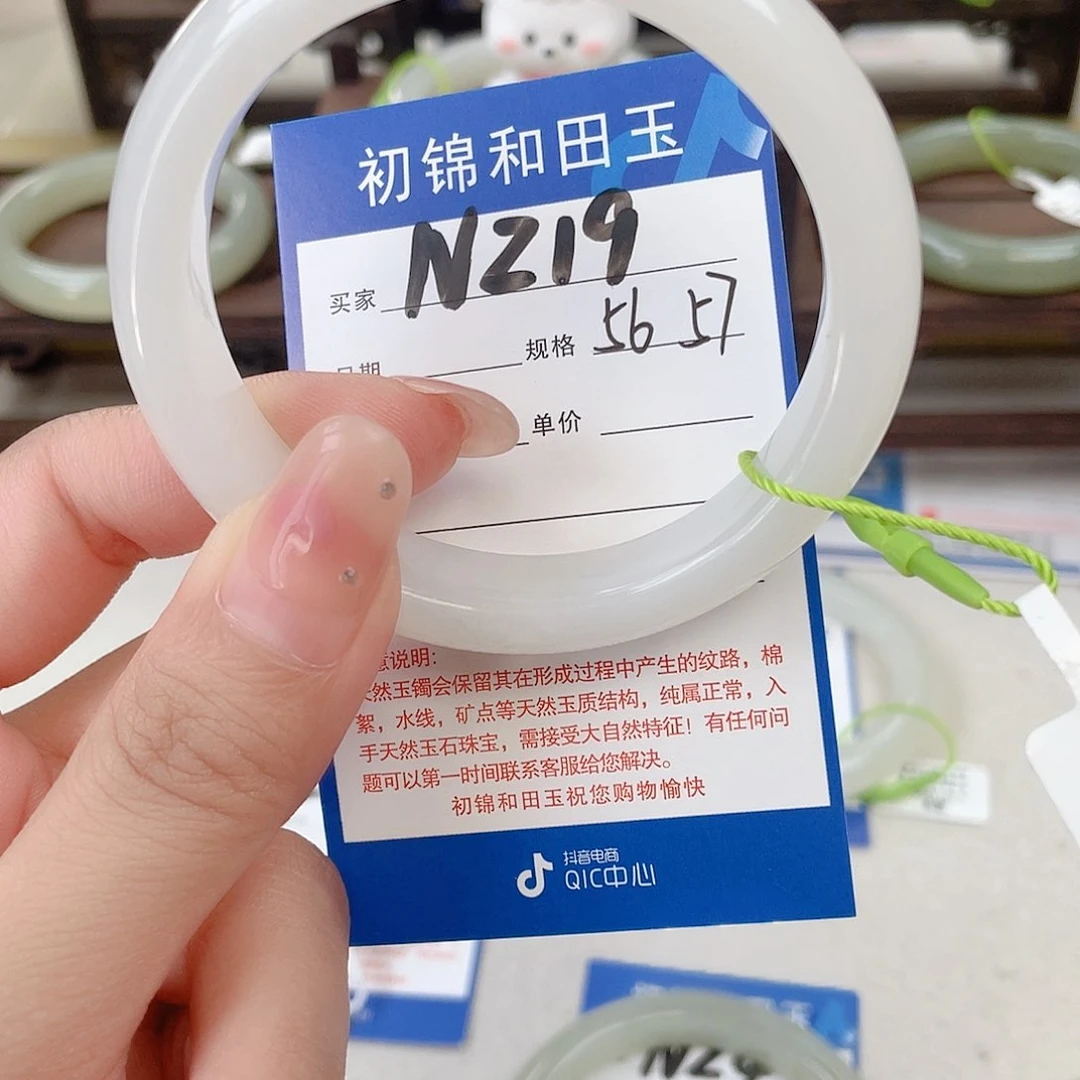 初锦和田玉
买家 NZ19
日期 规格 56 57
单价
意说明:
天然玉镯会保留其在形成过程中产生的纹路，棉
絮，水线，矿点等天然玉质结构，纯属正常，入
手天然玉石珠宝，需接受大自然特征！有任何问
题可以第一时间联系客服给您解决。
初锦和田玉祝您购物愉快
抖音电商
QIC中心
NZ